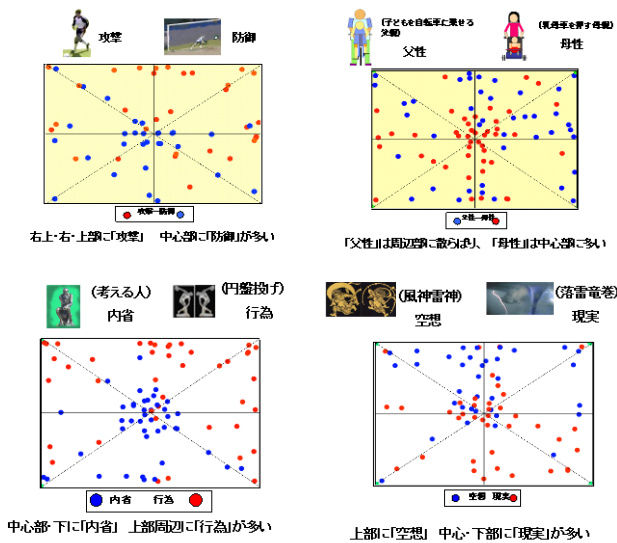 攻撃
防御
攻撃―防御
右上・右・上部に「攻撃」 中心部に「防御」が多い
(子どもを自転車に乗せる
父親)
父性
(乳母車を押す母親)
母性
父性―母性
「父性」は周辺部に散らばり、「母性」は中心部に多い
(考える人)
内省
(円盤投げ)
行為
内省 行為
中心部・下に「内省」 上部周辺に「行為」が多い
(風神雷神)
空想
(落雷竜巻)
現実
空想 現実
上部に「空想」 中心・下部に「現実」が多い